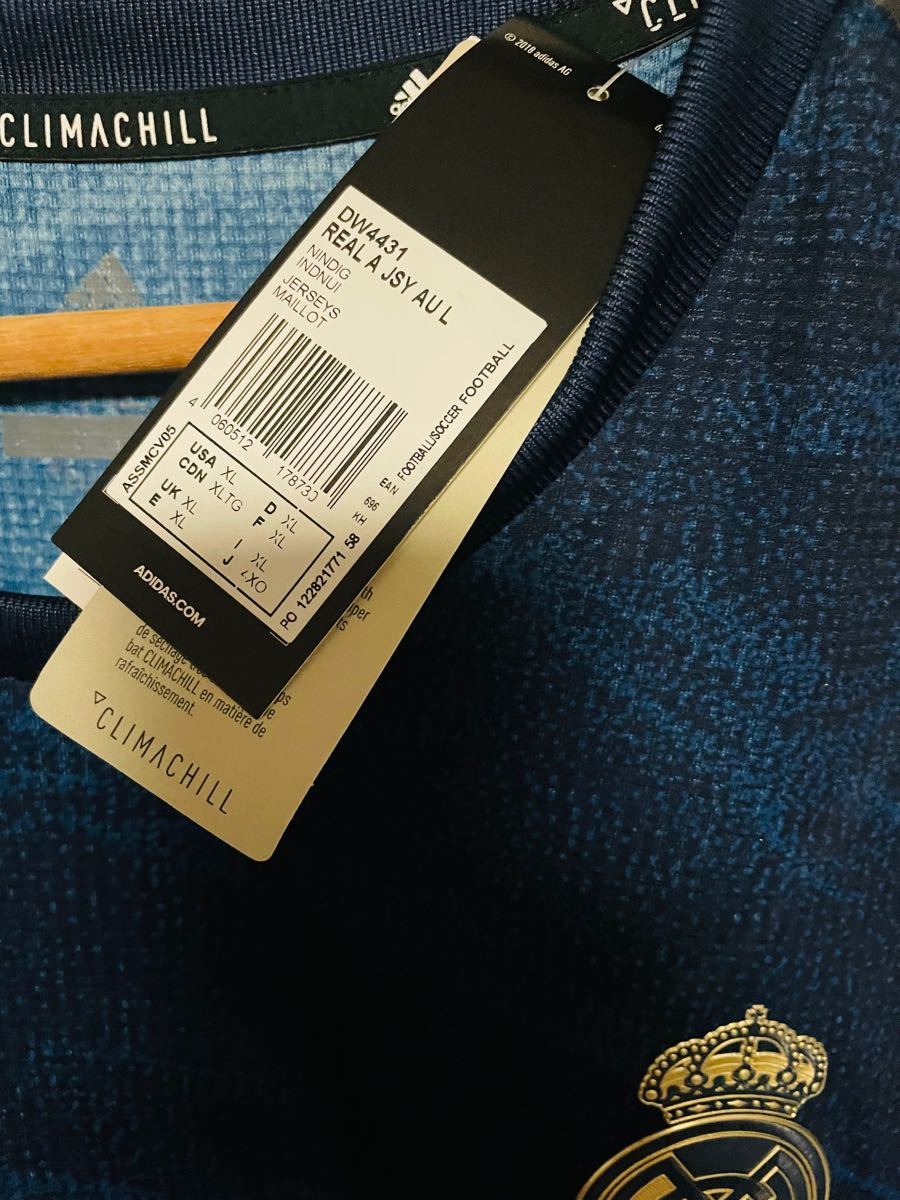 CLIMACHILL
© 2018 adidas AG
DW4431
REAL A JSY AU L
NINDIG
INDNUI
JERSEYS
MAILLOT
4 060512 178730
EAN
FOOTBALL/SOCCER FOOTBALL
ASSMCV05
USA XL
CDN XLTG
UK XL
E XL
D XL
F XL
I XL
J
696
KH
PO 122821771 58
ADIDAS.COM
de séchage
bat CLIMACHILL en matière de
rafraîchissement.
CLIMACHILL